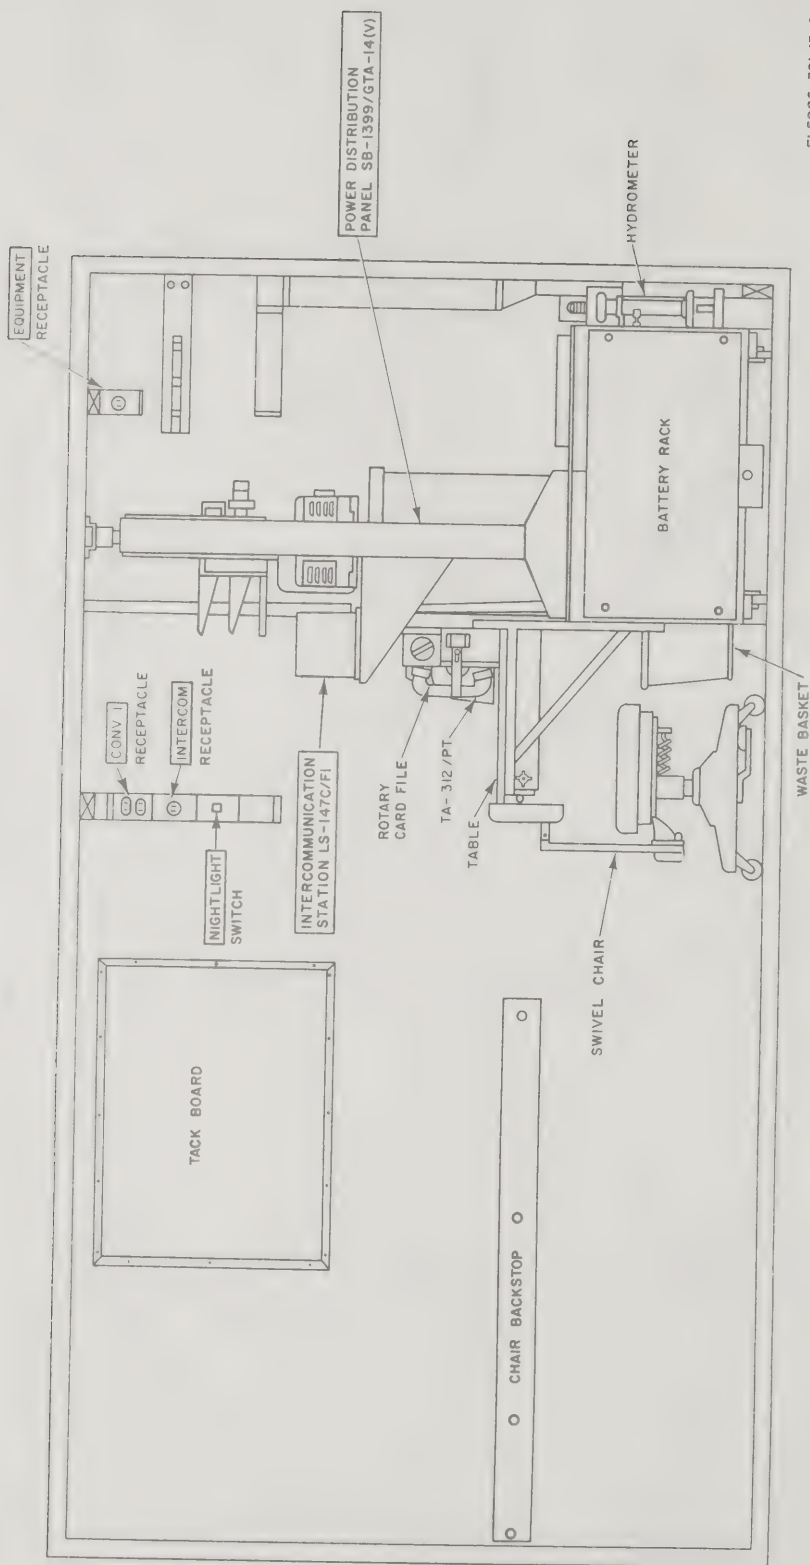 EQUIPMENT
RECEPTACLE
POWER DISTRIBUTION
PANEL SB-1399/GTA-14(V)
CONV 1
RECEPTACLE
INTERCOM
RECEPTACLE
NIGHTLIGHT
SWITCH
INTERCOMMUNICATION
STATION LS-147C/FI
TACK BOARD
ROTARY
CARD FILE
TA-312/PT
TABLE
HYDROMETER
BATTERY RACK
SWIVEL CHAIR
CHAIR BACKSTOP
WASTE BASKET